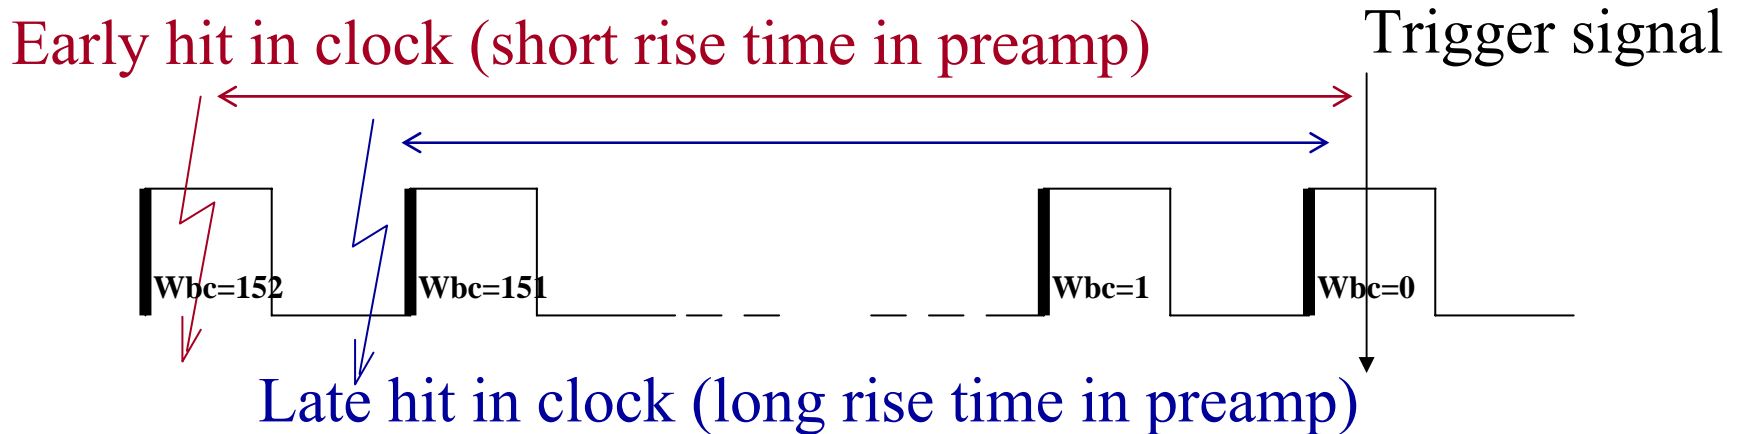 Early hit in clock (short rise time in preamp)
Trigger signal
Wbc=152
Wbc=151
Wbc=1
Wbc=0
Late hit in clock (long rise time in preamp)